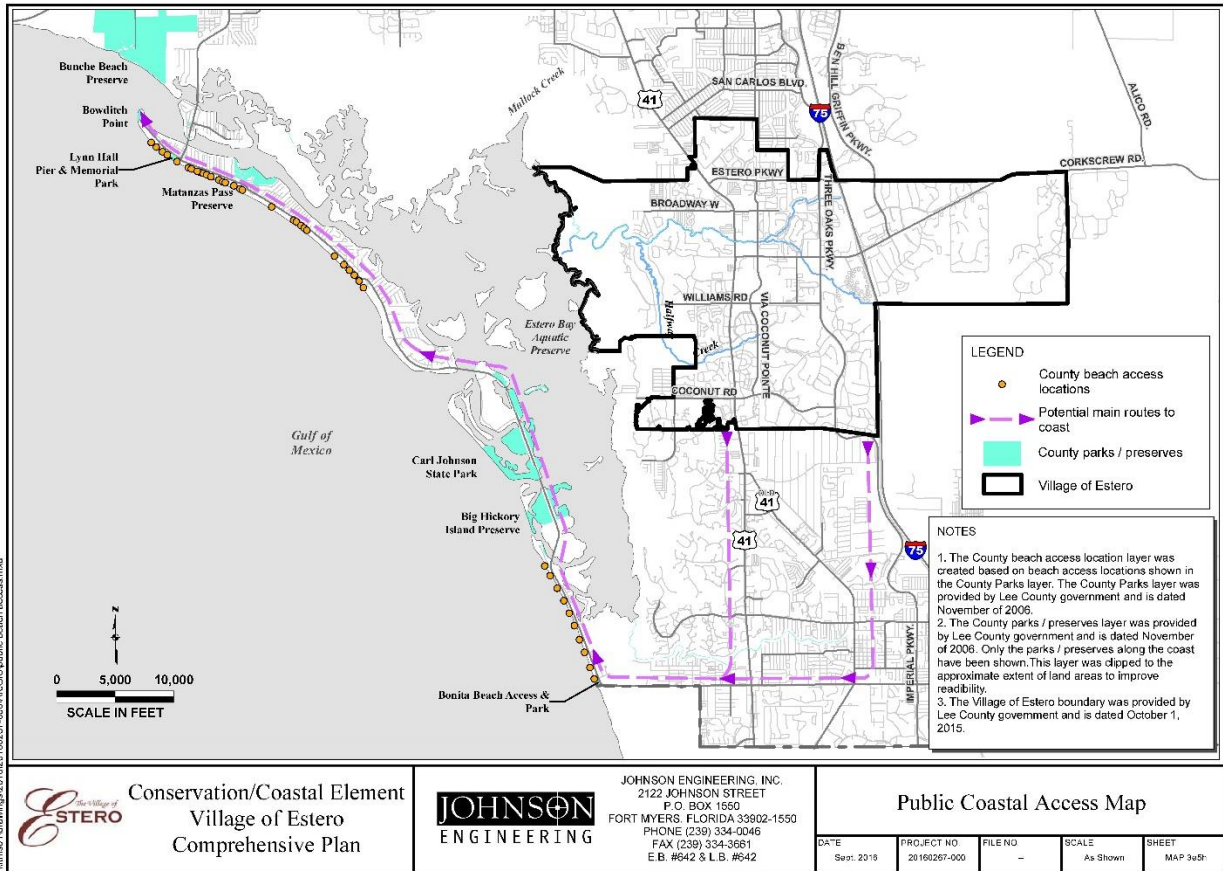 Bunche Beach
Preserve
Bowditch
Point
Lynn Hall
Pier & Memorial
Park
Matanzas Pass
Preserve
Mullock Creek
41
SAN CARLOS BLVD.
75
BEN HILL GRIFFIN PKWY.
ALICO RD.
CORKSCREW RD.
ESTERO PKWY
BROADWAY W
THREE OAKS PKWY.
WILLIAMS RD
VIA COCONUT POINTE
Halfway
Creek
Estero Bay
Aquatic
Preserve
COCONUT RD
Gulf of
Mexico
Carl Johnson
State Park
Big Hickory
Island Preserve
41
41
75
IMPERIAL PKWY.
Bonita Beach Access &
Park
N
0 5,000 10,000
SCALE IN FEET
LEGEND
County beach access
locations
Potential main routes to
coast
County parks / preserves
Village of Estero
NOTES
1. The County beach access location layer was
created based on beach access locations shown in
the County Parks layer. The County Parks layer was
provided by Lee County government and is dated
November of 2006.
2. The County parks / preserves layer was provided
by Lee County government and is dated November
of 2006. Only the parks / preserves along the coast
have been shown.This layer was clipped to the
approximate extent of land areas to improve
readibility.
3. The Village of Estero boundary was provided by
Lee County government and is dated October 1,
2015.
The Village of
ESTERO
Conservation/Coastal Element
Village of Estero
Comprehensive Plan
JOHNSON
ENGINEERING
JOHNSON ENGINEERING, INC.
2122 JOHNSON STREET
P.O. BOX 1550
FORT MYERS, FLORIDA 33902-1550
PHONE (239) 334-0046
FAX (239) 334-3661
E.B. #642 & L.B. #642
Public Coastal Access Map
DATE PROJECT NO. FILE NO. SCALE SHEET
Sept. 2016 20160267-000 – As Shown MAP 3e5h